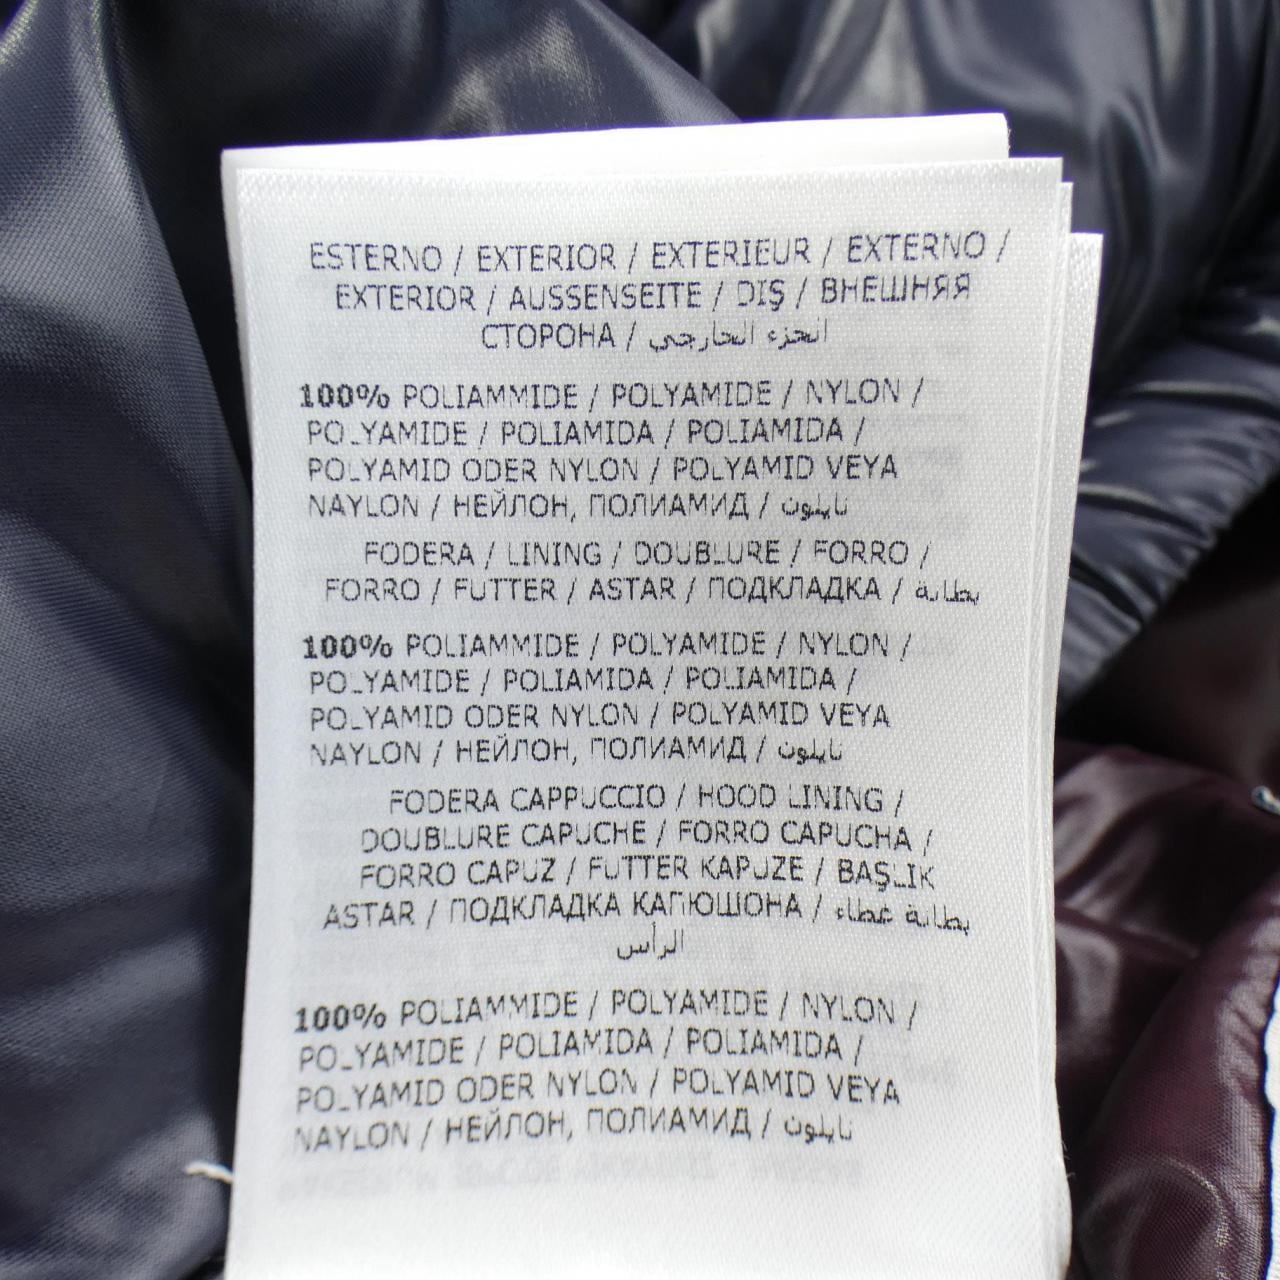 ESTERNO / EXTERIOR / EXTERIEUR / EXTERNO /
EXTERIOR / AUSSENSEITE / DIŞ / ВНЕШНЯЯ
СТОРОНА / الجزء الخارجي
100% POLIAMMIDE / POLYAMIDE / NYLON /
POLYAMIDE / POLIAMIDA / POLIAMIDA /
POLYAMID ODER NYLON / POLYAMID VEYA
NAYLON / НЕЙЛОН, ПОЛИАМИД / نايلون
FODERA / LINING / DOUBLURE / FORRO /
FORRO / FUTTER / ASTAR / ПОДКЛАДКА / بطانة
100% POLIAMMIDE / POLYAMIDE / NYLON /
POLYAMIDE / POLIAMIDA / POLIAMIDA /
POLYAMID ODER NYLON / POLYAMID VEYA
NAYLON / НЕЙЛОН, ПОЛИАМИД / نايلون
FODERA CAPPUCCIO / HOOD LINING /
DOUBLURE CAPUCHE / FORRO CAPUCHA /
FORRO CAPUZ / FUTTER KAPUZE / BAŞLIK
ASTAR / ПОДКЛАДКА КАПЮШОНА / بطانة غطاء
الرأس
100% POLIAMMIDE / POLYAMIDE / NYLON /
POLYAMIDE / POLIAMIDA / POLIAMIDA /
POLYAMID ODER NYLON / POLYAMID VEYA
NAYLON / НЕЙЛОН, ПОЛИАМИД / نايلون